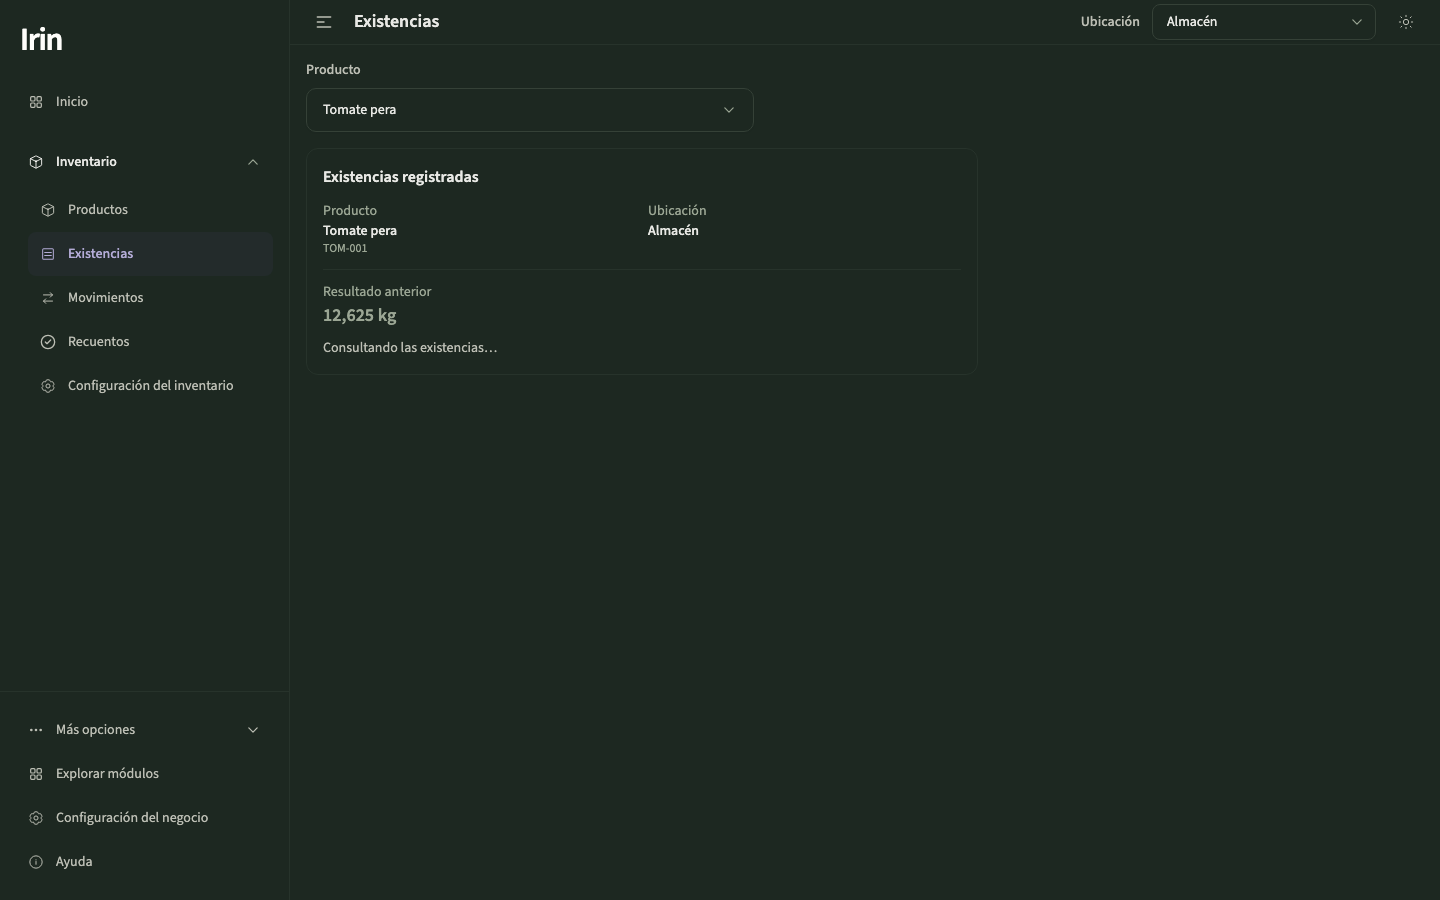 Irin
Inicio
Inventario
Productos
Existencias
Movimientos
Recuentos
Configuración del inventario
Más opciones
Explorar módulos
Configuración del negocio
Ayuda
Existencias
Ubicación
Almacén
Producto
Tomate pera
Existencias registradas
Producto
Ubicación
Tomate pera
Almacén
TOM-001
Resultado anterior
12,625 kg
Consultando las existencias…